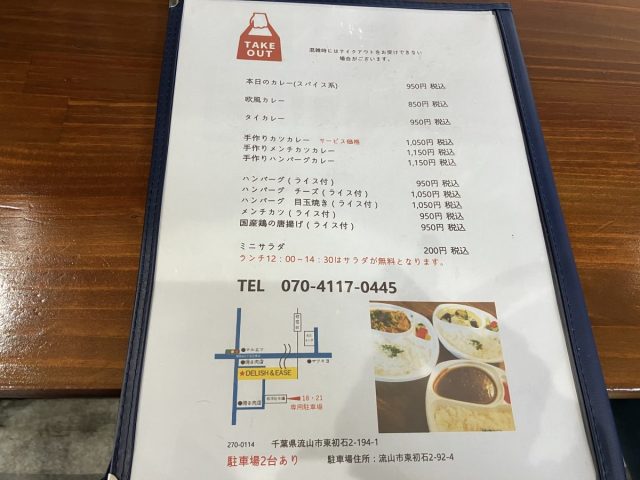 TAKE
OUT
混雑時にはテイクアウトをお受けできない
場合がございます。
本日のカレー(スパイス系) 950円 税込
欧風カレー 850円 税込
タイカレー 950円 税込
手作りカツカレー サービス価格 1,050円 税込
手作りメンチカツカレー 1,150円 税込
手作りハンバーグカレー 1,150円 税込
ハンバーグ(ライス付) 950円 税込
ハンバーグ チーズ(ライス付) 1,050円 税込
ハンバーグ 目玉焼き(ライス付) 1,050円 税込
メンチカツ(ライス付) 950円 税込
国産鶏の唐揚げ(ライス付) 950円 税込
ミニサラダ 200円 税込
ランチ12:00～14:30はサラダが無料となります。
TEL 070-4117-0445
●マルエツ
★DELISH & EASE
18・21
専用駐車場
270-0114 千葉県流山市東初石2-194-1
駐車場2台あり 駐車場住所:流山市東初石2-92-4